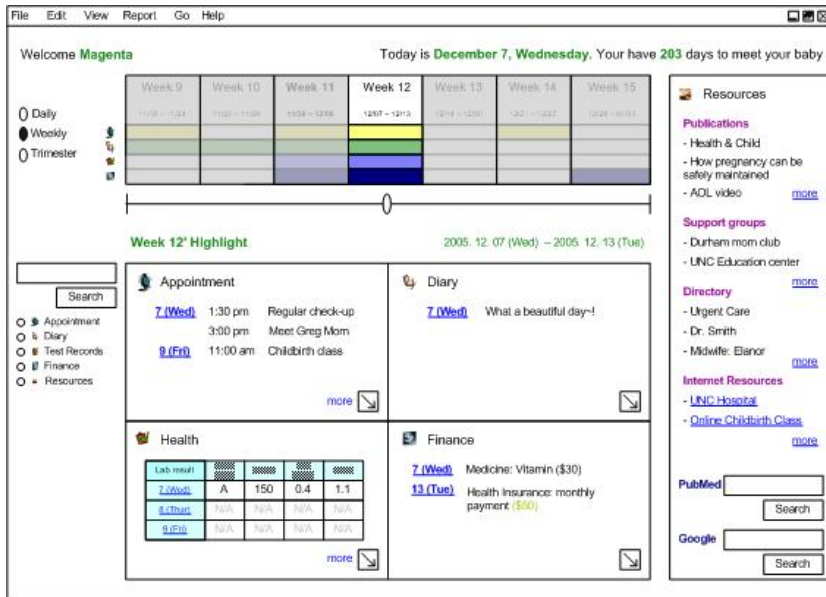 File Edit View Report Go Help
Welcome Magenta
Today is December 7, Wednesday. Your have 203 days to meet your baby
Daily
Weekly
Trimester
Week 9 Week 10 Week 11 Week 12 Week 13 Week 14 Week 15
12/07 ~ 12/13
Week 12' Highlight
2005. 12. 07 (Wed) – 2005. 12. 13 (Tue)
Search
Appointment
Diary
Test Records
Finance
Resources
Appointment
7 (Wed) 1:30 pm Regular check-up
3:00 pm Meet Greg Mom
9 (Fri) 11:00 am Childbirth class
more
Diary
7 (Wed) What a beautiful day~!
Health
Lab result
7 (Wed) A 150 0.4 1.1
8 (Thur) N/A N/A N/A N/A
9 (Fri) N/A N/A N/A N/A
more
Finance
7 (Wed) Medicine: Vitamin ($30)
13 (Tue) Health Insurance: monthly
payment ($60)
Resources
Publications
- Health & Child
- How pregnancy can be
safely maintained
- AOL video more
Support groups
- Durham mom club
- UNC Education center
more
Directory
- Urgent Care
- Dr. Smith
- Midwife: Elanor
more
Internet Resources
- UNC Hospital
- Online Childbirth Class
more
PubMed
Search
Google
Search